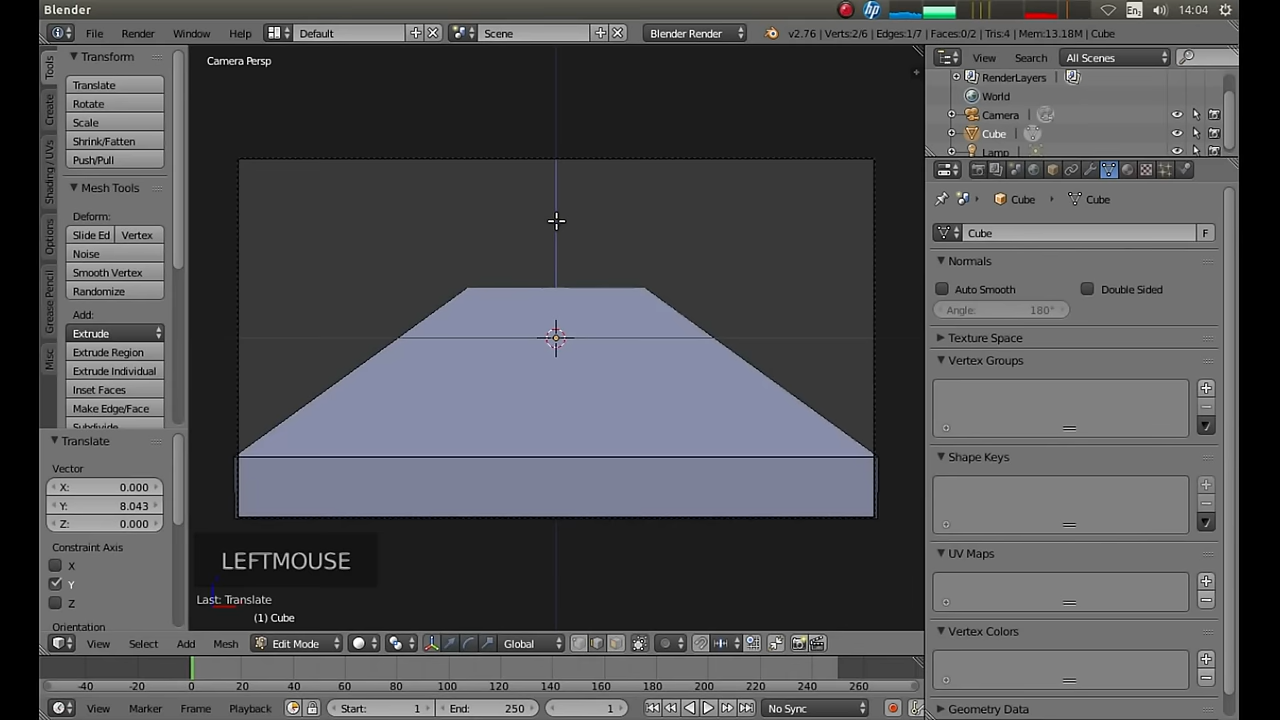 Blender
En2 14:04
File Render Window Help Default Scene Blender Render v2.76 | Verts:2/6 | Edges:1/7 | Faces:0/2 | Tris:4 | Mem:13.18M | Cube
Camera Persp
Tools
Create
Shading / UVs
Options
Grease Pencil
Misc
Transform
Translate
Rotate
Scale
Shrink/Fatten
Push/Pull
Mesh Tools
Deform:
Slide Ed Vertex
Noise
Smooth Vertex
Randomize
Add:
Extrude
Extrude Region
Extrude Individual
Inset Faces
Make Edge/Face
Subdivide
Translate
Vector
X: 0.000
Y: 8.043
Z: 0.000
Constraint Axis
X
Y
Z
Orientation
LEFTMOUSE
Last: Translate
(1) Cube
View Select Add Mesh Edit Mode Global
-40 -20 0 20 40 60 80 100 120 140 160 180 200 220 240 260
View Marker Frame Playback Start: 1 End: 250 1 No Sync
View Search All Scenes
RenderLayers
World
Camera
Cube
Lamp
Cube Cube
Cube F
Normals
Auto Smooth Double Sided
Angle: 180°
Texture Space
Vertex Groups
Shape Keys
UV Maps
Vertex Colors
Geometry Data